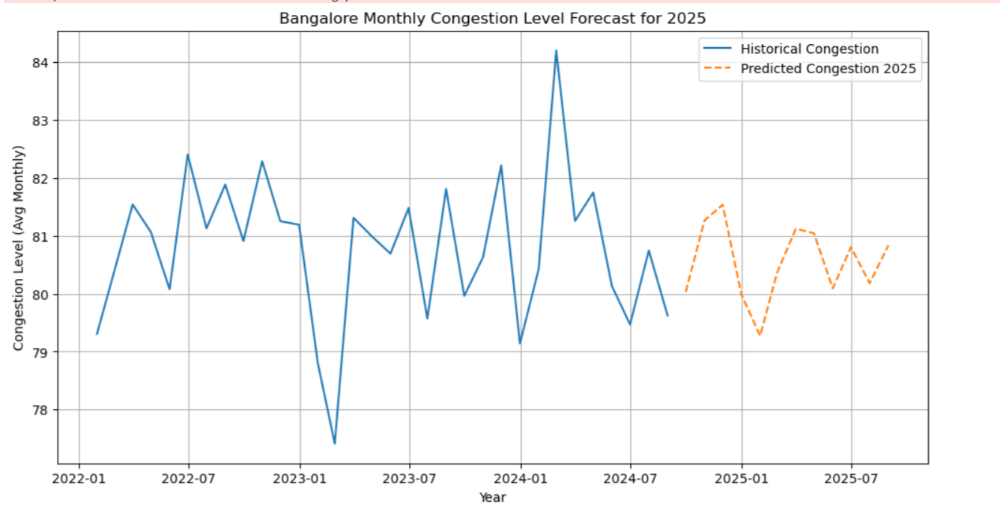 Bangalore Monthly Congestion Level Forecast for 2025
Historical Congestion
Predicted Congestion 2025
Congestion Level (Avg Monthly)
84
83
82
81
80
79
78
2022-01 2022-07 2023-01 2023-07 2024-01 2024-07 2025-01 2025-07
Year